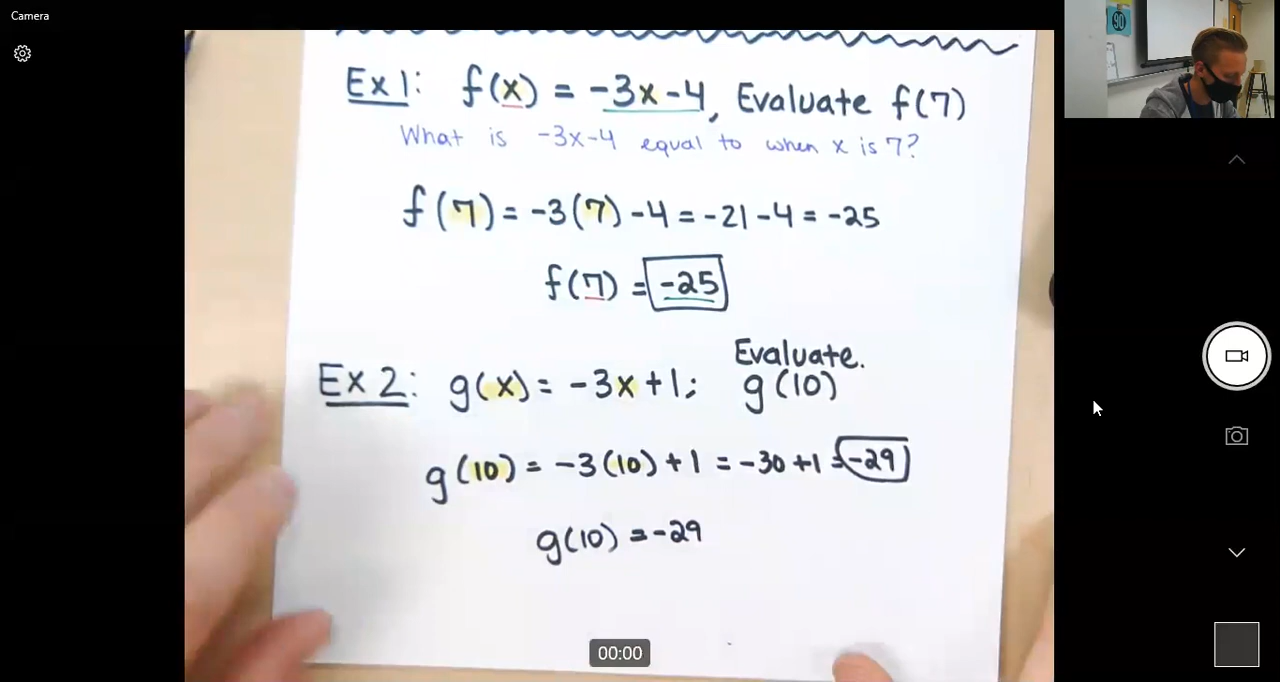 Camera
90
Ex 1: f(x) = -3x-4, Evaluate f(7)
What is -3x-4 equal to when x is 7?
f(7) = -3(7)-4 = -21-4 = -25
f(7) = -25
Evaluate.
Ex 2: g(x) = -3x+1; g(10)
g(10) = -3(10)+1 = -30+1 = -29
g(10) = -29
00:00